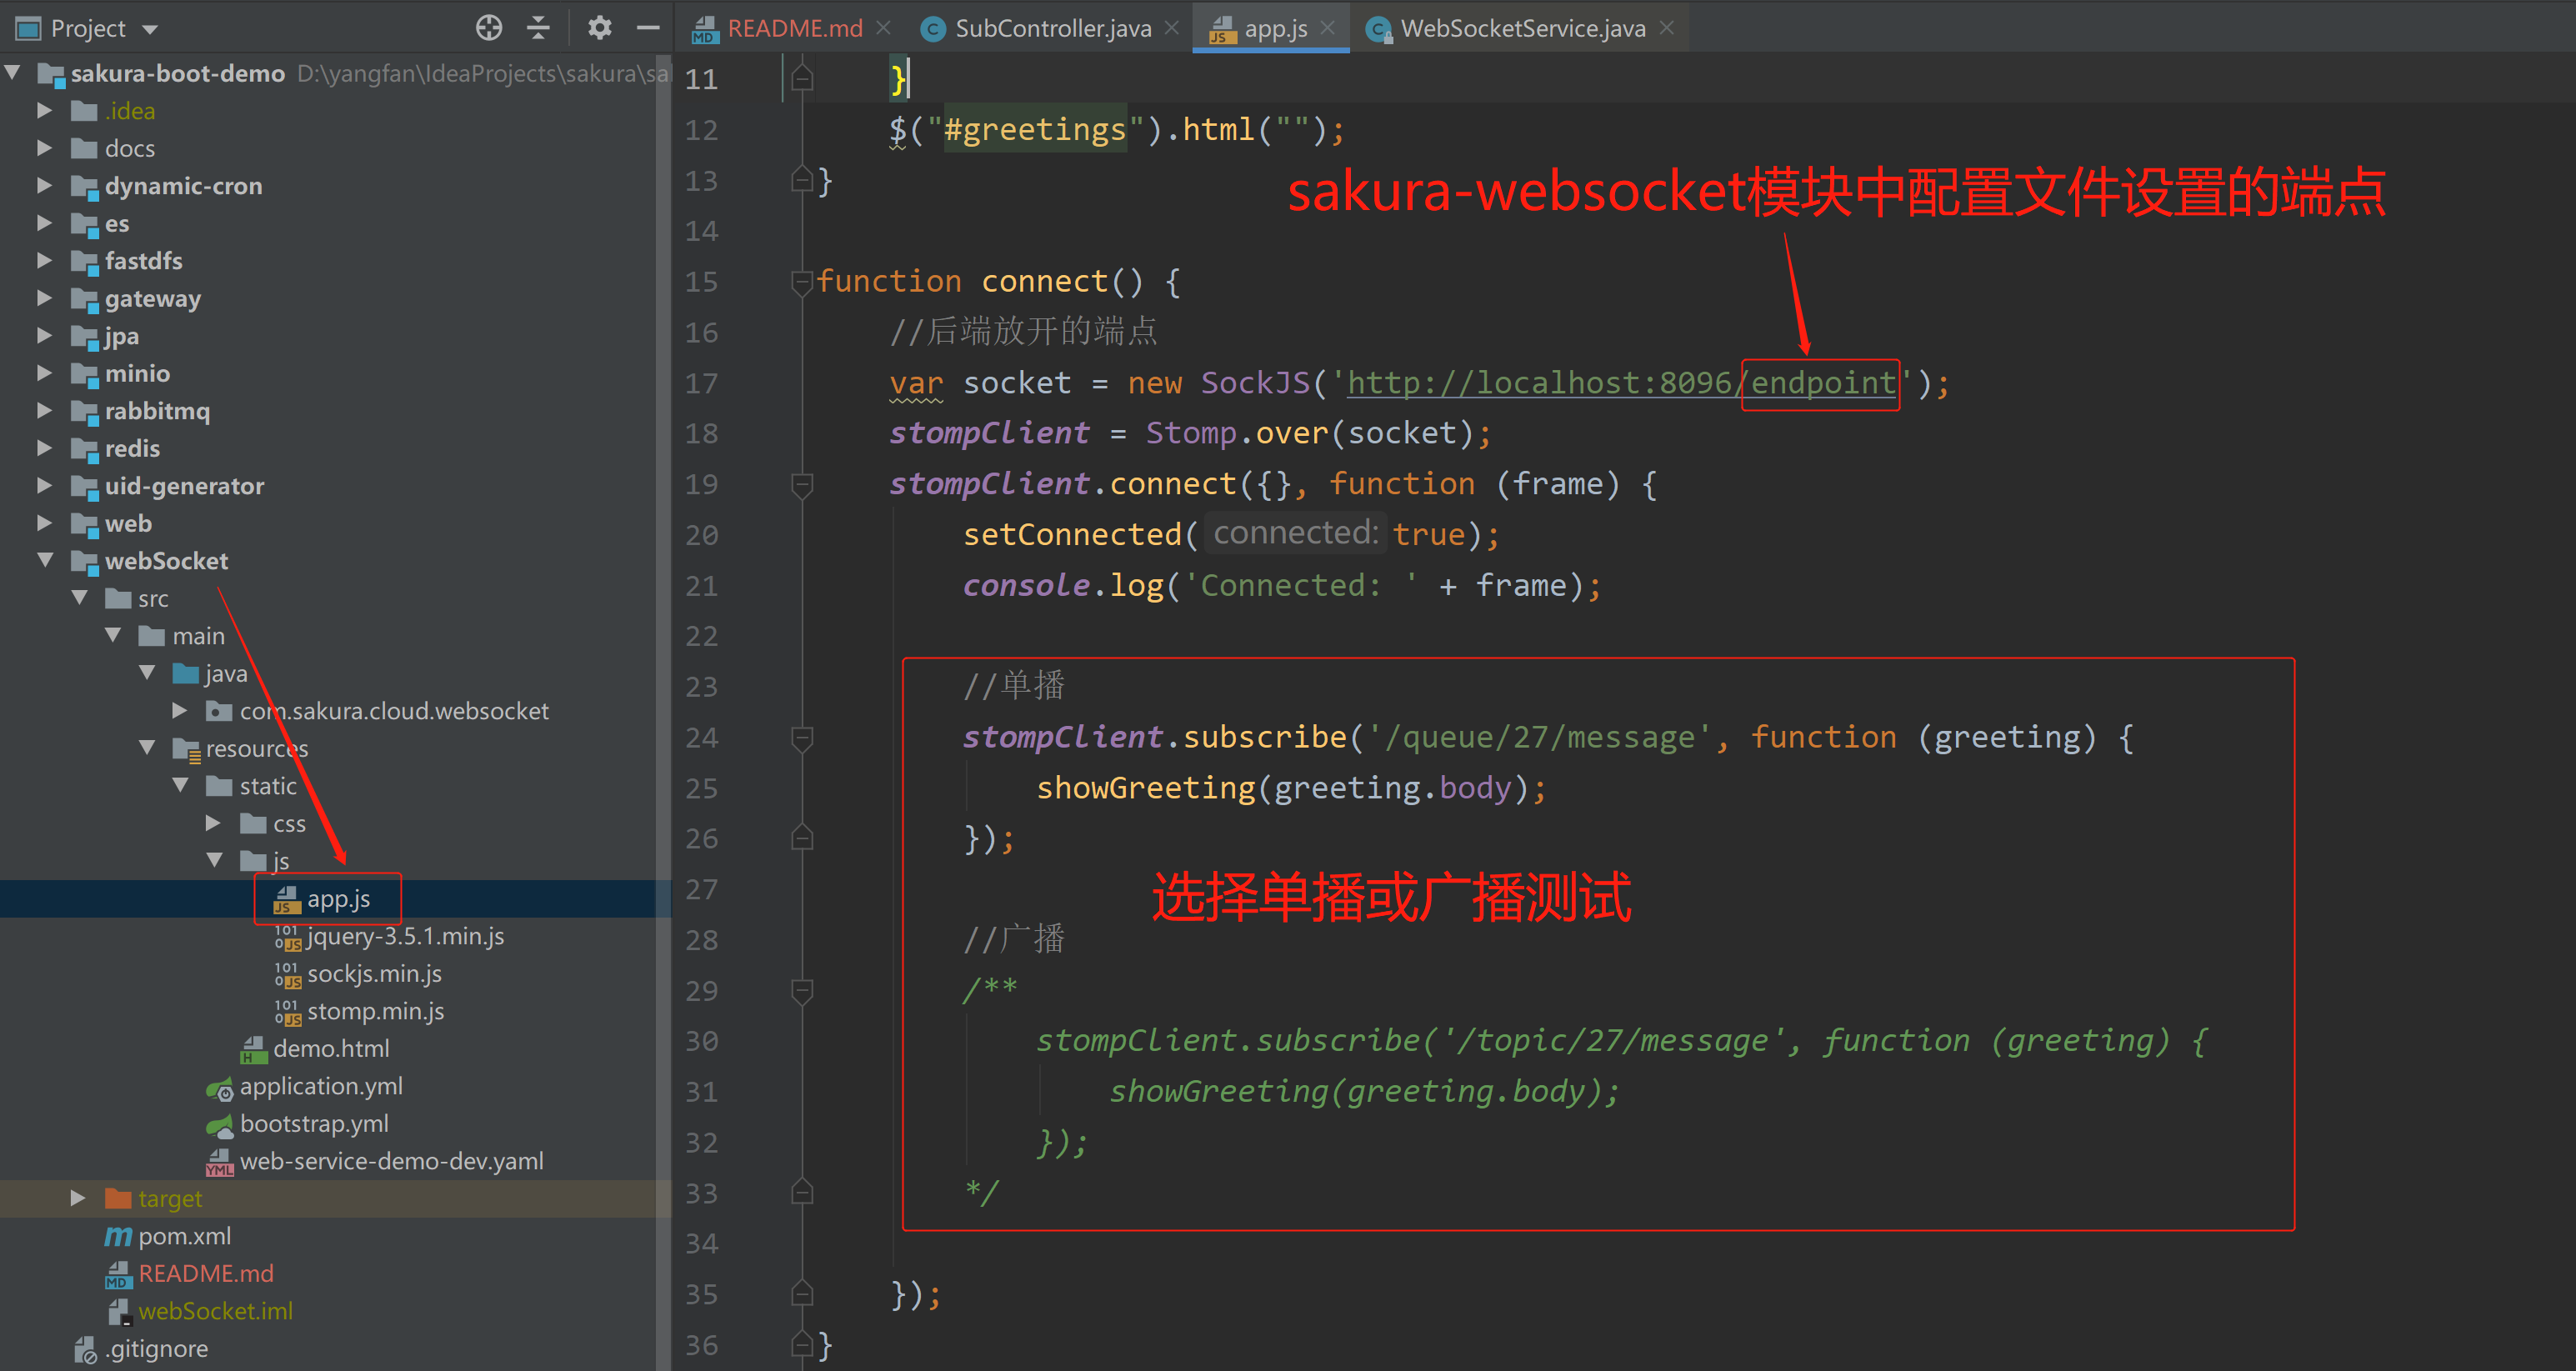 Project
sakura-boot-demo D:\yangfan\IdeaProjects\sakura\sa
.idea
docs
dynamic-cron
es
fastdfs
gateway
jpa
minio
rabbitmq
redis
uid-generator
web
webSocket
src
main
java
com.sakura.cloud.websocket
resources
static
css
js
app.js
jquery-3.5.1.min.js
sockjs.min.js
stomp.min.js
demo.html
application.yml
bootstrap.yml
web-service-demo-dev.yaml
target
pom.xml
README.md
webSocket.iml
.gitignore
README.md SubController.java app.js WebSocketService.java
11 }
12 $("#greetings").html("");
13 }
sakura-websocket模块中配置文件设置的端点
14
15 function connect() {
16 //后端放开的端点
17 var socket = new SockJS('http://localhost:8096/endpoint');
18 stompClient = Stomp.over(socket);
19 stompClient.connect({}, function (frame) {
20 setConnected( connected: true);
21 console.log('Connected: ' + frame);
22
23 //单播
24 stompClient.subscribe('/queue/27/message', function (greeting) {
25 showGreeting(greeting.body);
26 });
27
选择单播或广播测试
28 //广播
29 /**
30 stompClient.subscribe('/topic/27/message', function (greeting) {
31 showGreeting(greeting.body);
32 });
33 */
34
35 });
36 }